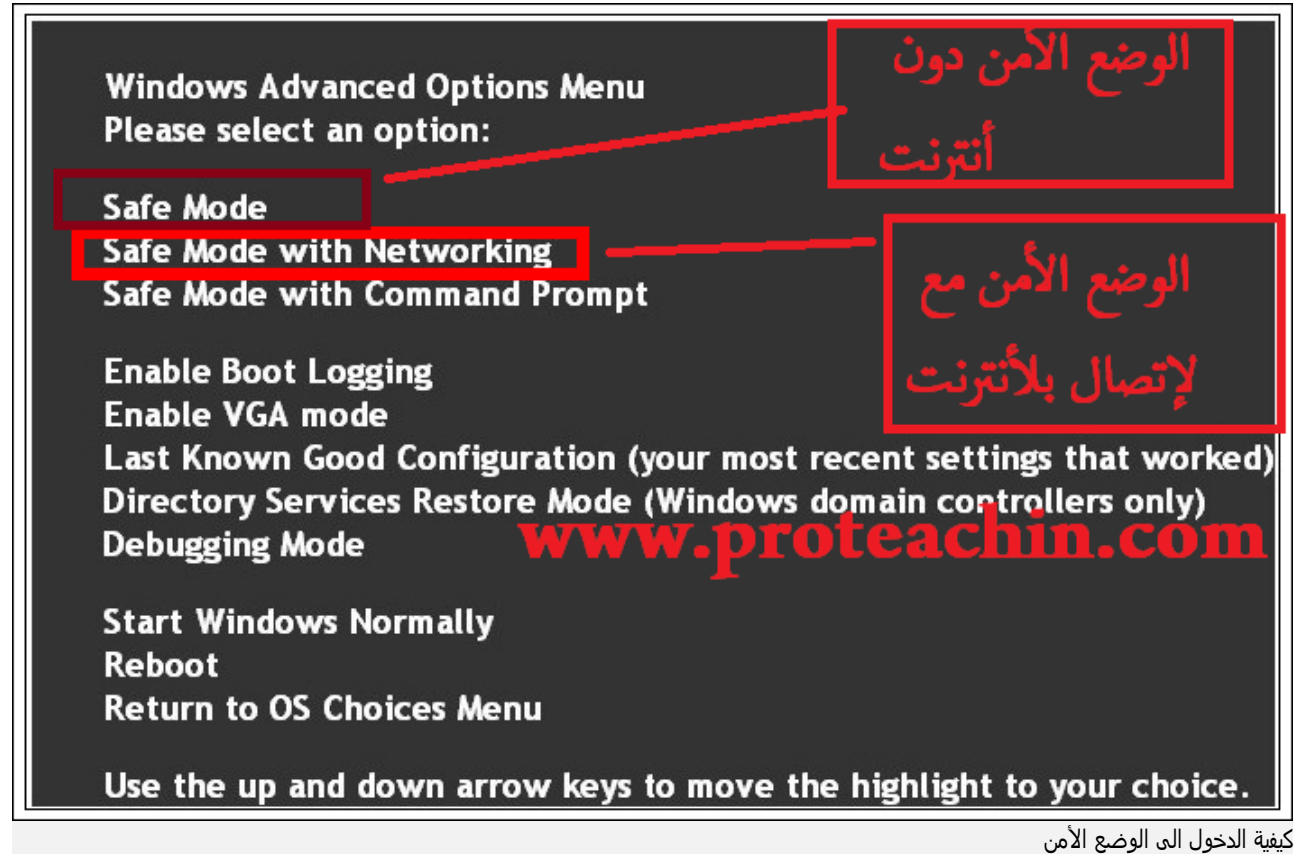 Windows Advanced Options Menu
Please select an option:
الوضع الأمن دون
أنترنت
Safe Mode
Safe Mode with Networking
Safe Mode with Command Prompt
الوضع الأمن مع
لإتصال بلأنترنت
Enable Boot Logging
Enable VGA mode
Last Known Good Configuration (your most recent settings that worked)
Directory Services Restore Mode (Windows domain controllers only)
Debugging Mode
www.proteachin.com
Start Windows Normally
Reboot
Return to OS Choices Menu
Use the up and down arrow keys to move the highlight to your choice.
كيفية الدخول الى الوضع الأمن